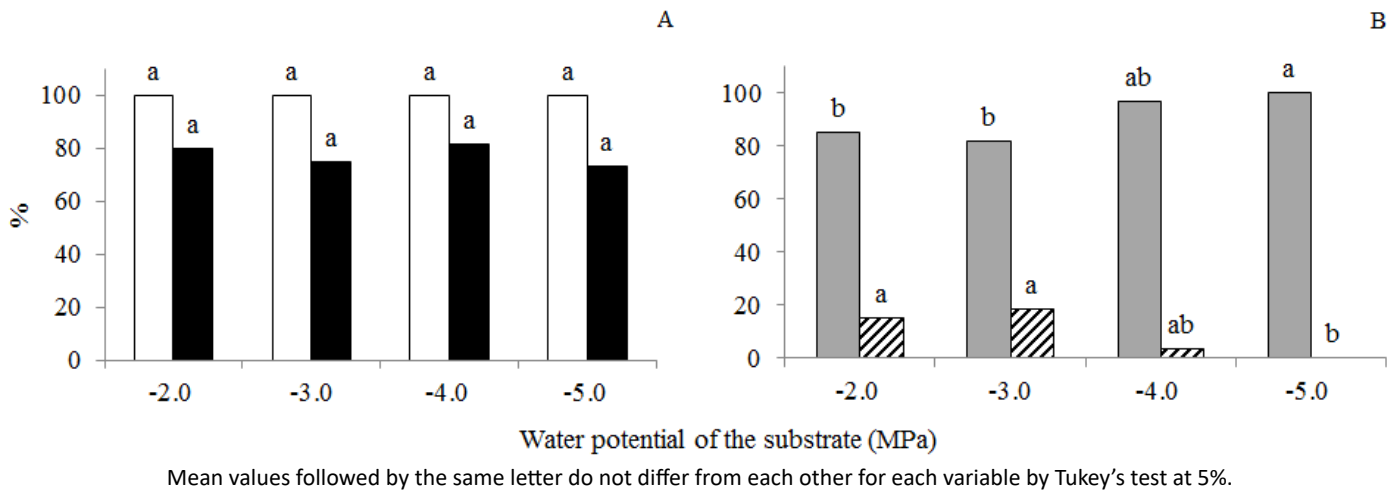 A
B
a a a a
a a a a
b b ab a
a a ab b
%
100
80
60
40
20
0
100
80
60
40
20
0
-2.0 -3.0 -4.0 -5.0
-2.0 -3.0 -4.0 -5.0
Water potential of the substrate (MPa)
Mean values followed by the same letter do not differ from each other for each variable by Tukey’s test at 5%.